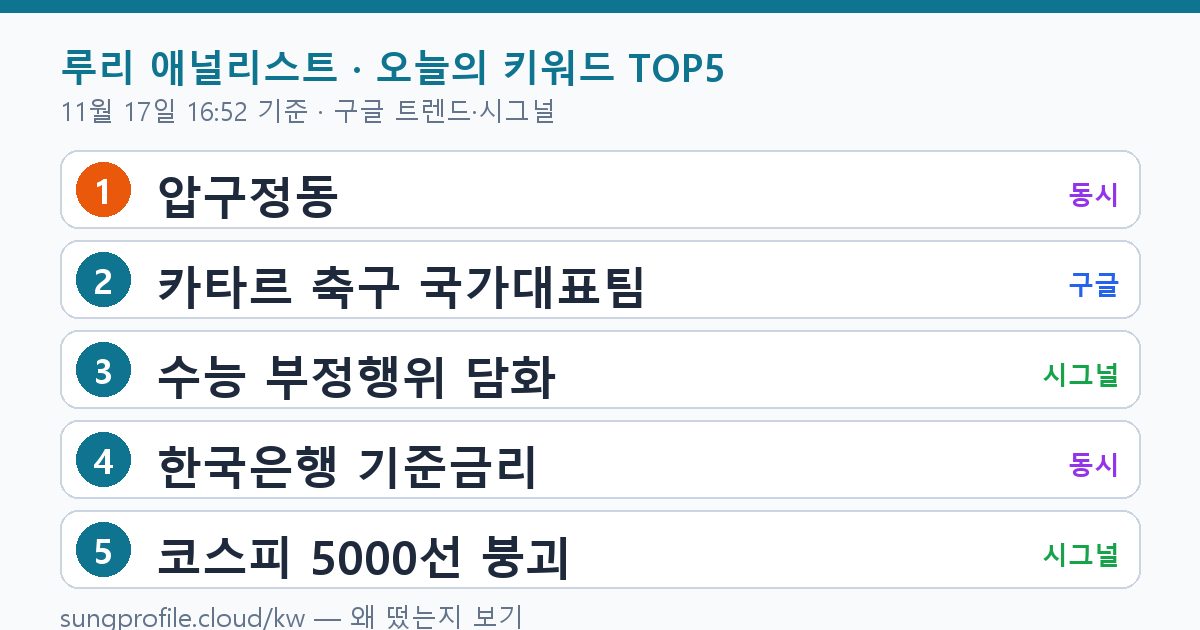 루리 애널리스트 · 오늘의 키워드 TOP5
11월 17일 16:52 기준 · 구글 트렌드·시그널
1 압구정동 동시
2 카타르 축구 국가대표팀 구글
3 수능 부정행위 담화 시그널
4 한국은행 기준금리 동시
5 코스피 5000선 붕괴 시그널
sungprofile.cloud/kw — 왜 떴는지 보기